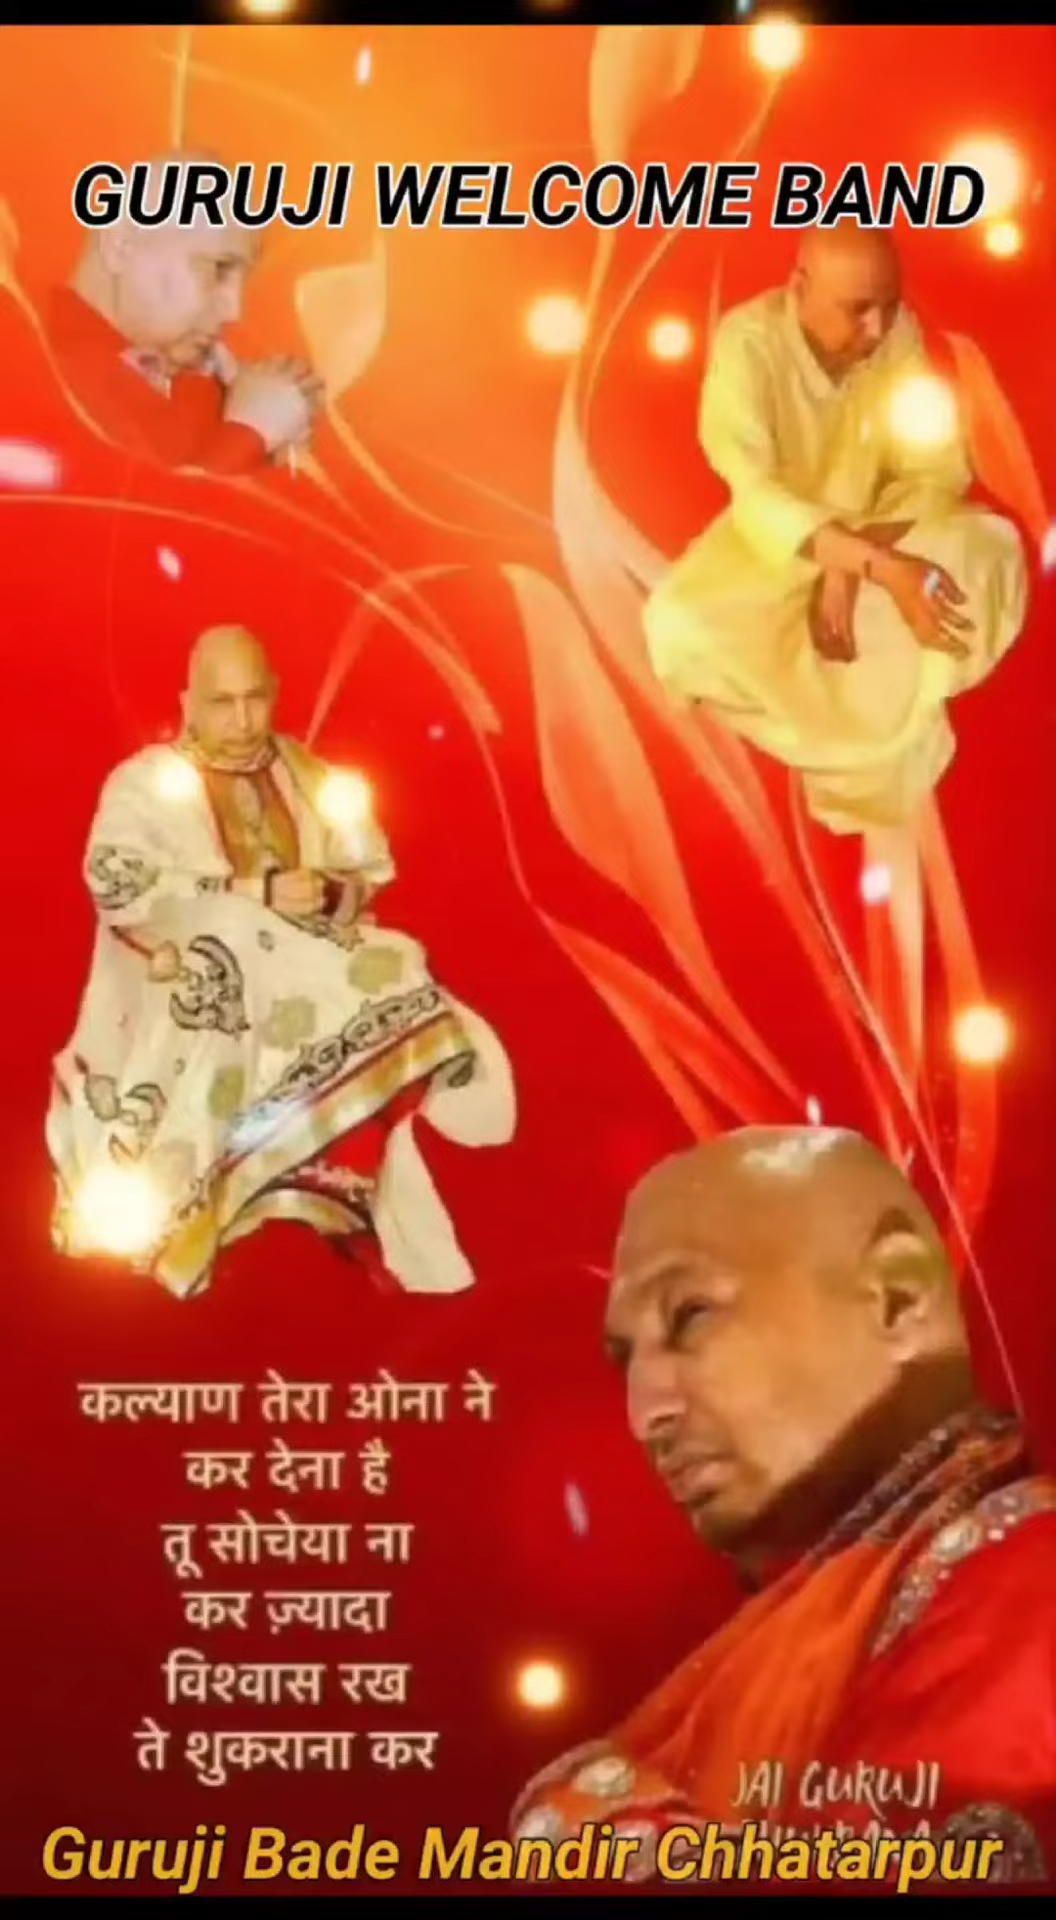 GURUJI WELCOME BAND
कल्याण तेरा ओना ने
कर देना है
तू सोचेया ना
कर ज़्यादा
विश्वास रख
ते शुकराना कर
JAI GURUJI
Guruji Bade Mandir Chhatarpur